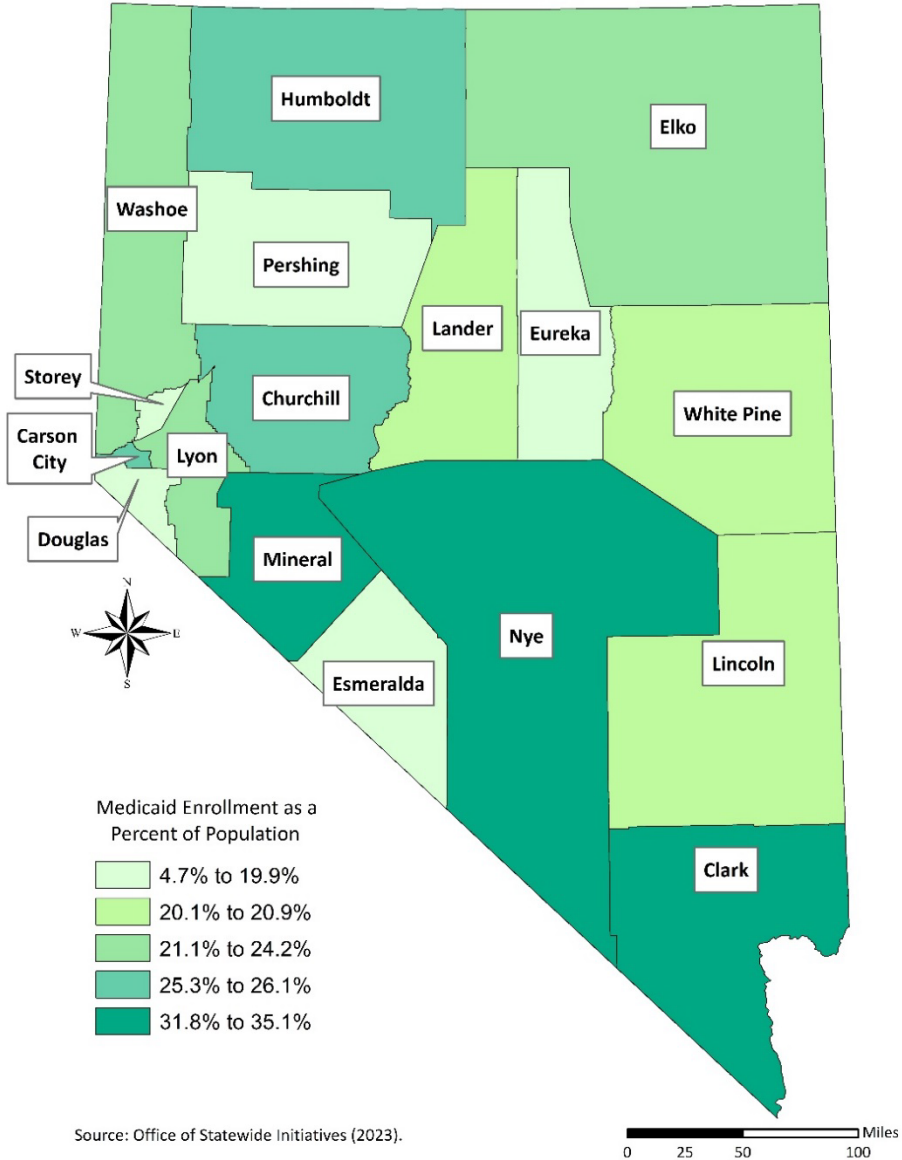 Humboldt
Elko
Washoe
Pershing
Lander
Eureka
Storey
Churchill
White Pine
Carson
City
Lyon
Douglas
Mineral
N
W
E
S
Nye
Lincoln
Esmeralda
Clark
Medicaid Enrollment as a
Percent of Population
4.7% to 19.9%
20.1% to 20.9%
21.1% to 24.2%
25.3% to 26.1%
31.8% to 35.1%
Source: Office of Statewide Initiatives (2023).
Miles
0 25 50 100